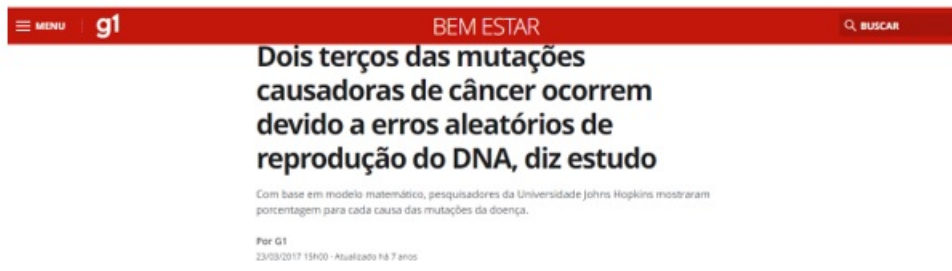 MENU g1 BEM ESTAR BUSCAR
Dois terços das mutações
causadoras de câncer ocorrem
devido a erros aleatórios de
reprodução do DNA, diz estudo
Com base em modelo matemático, pesquisadores da Universidade Johns Hopkins mostraram
porcentagem para cada causa das mutações da doença.
Por G1
23/03/2017 15h00 · Atualizado há 7 anos